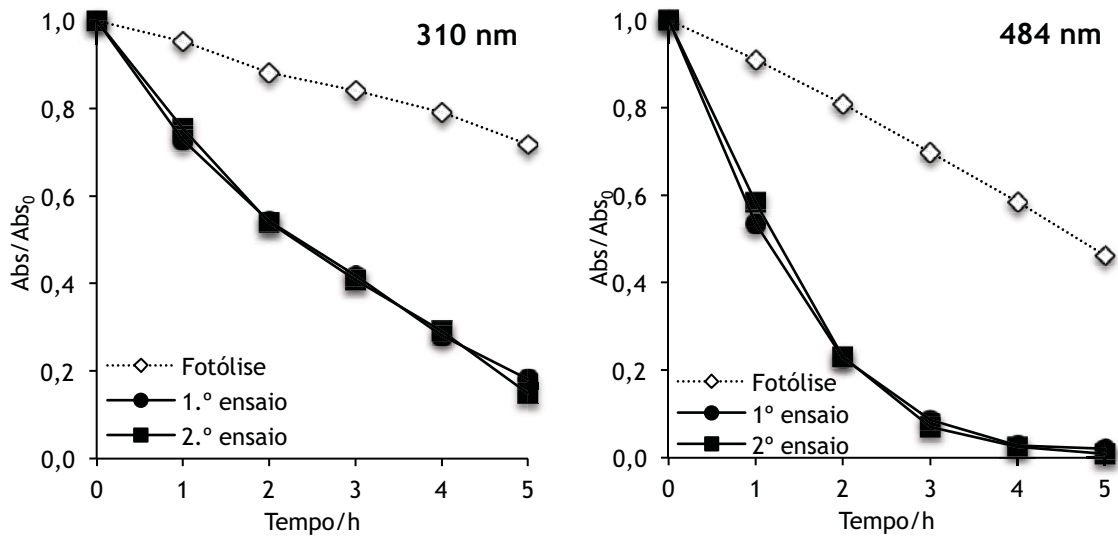 310 nm
Abs/Abs0
1,0
0,8
0,6
0,4
0,2
0,0
Fotólise
1.º ensaio
2.º ensaio
0 1 2 3 4 5
Tempo/h
484 nm
Abs/Abs0
1,0
0,8
0,6
0,4
0,2
0,0
Fotólise
1º ensaio
2º ensaio
0 1 2 3 4 5
Tempo/h